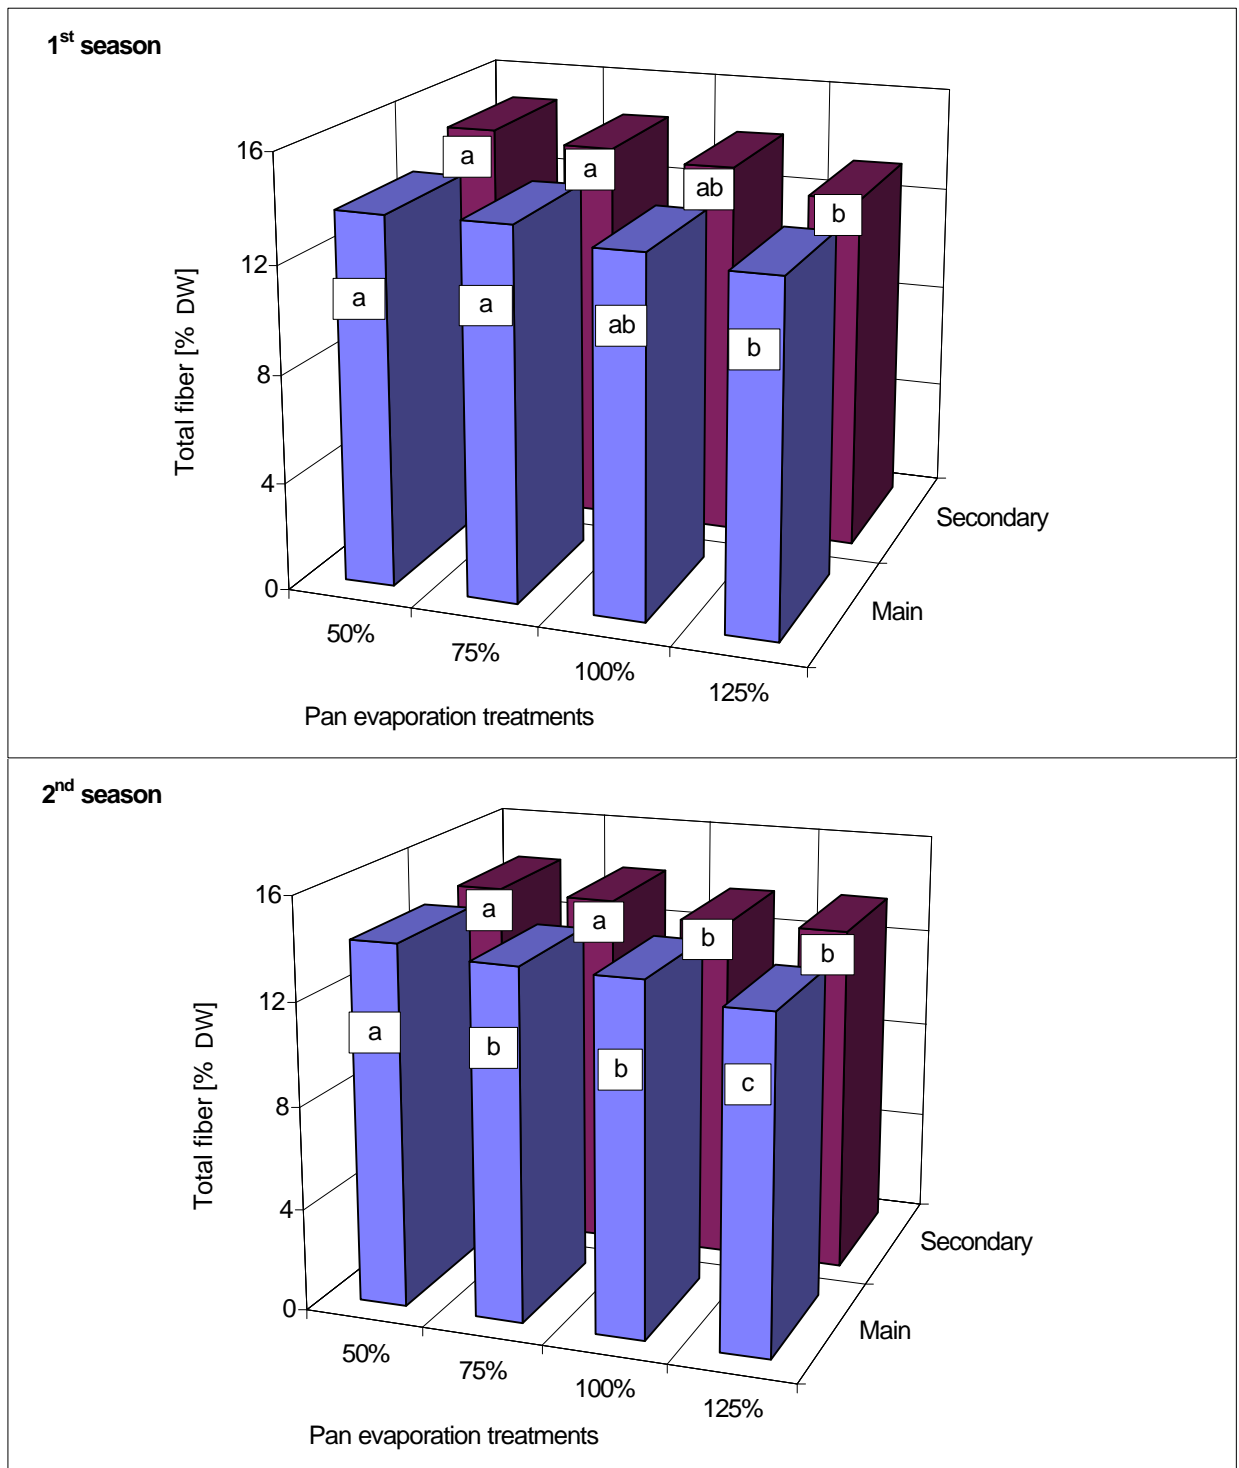 1st season
16
12
8
4
0
Total fiber [% DW]
a
a
ab
b
a
a
ab
b
Secondary
Main
50%
75%
100%
125%
Pan evaporation treatments
2nd season
16
12
8
4
0
Total fiber [% DW]
a
a
b
b
a
b
b
c
Secondary
Main
50%
75%
100%
125%
Pan evaporation treatments